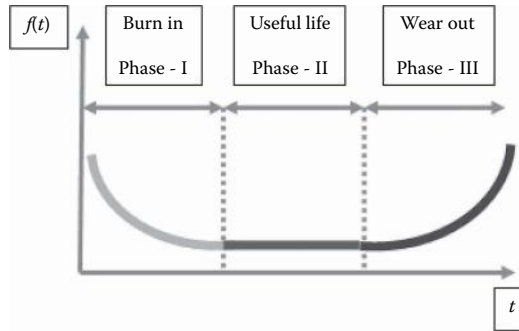 f(t)
Burn in
Phase - I
Useful life
Phase - II
Wear out
Phase - III
t